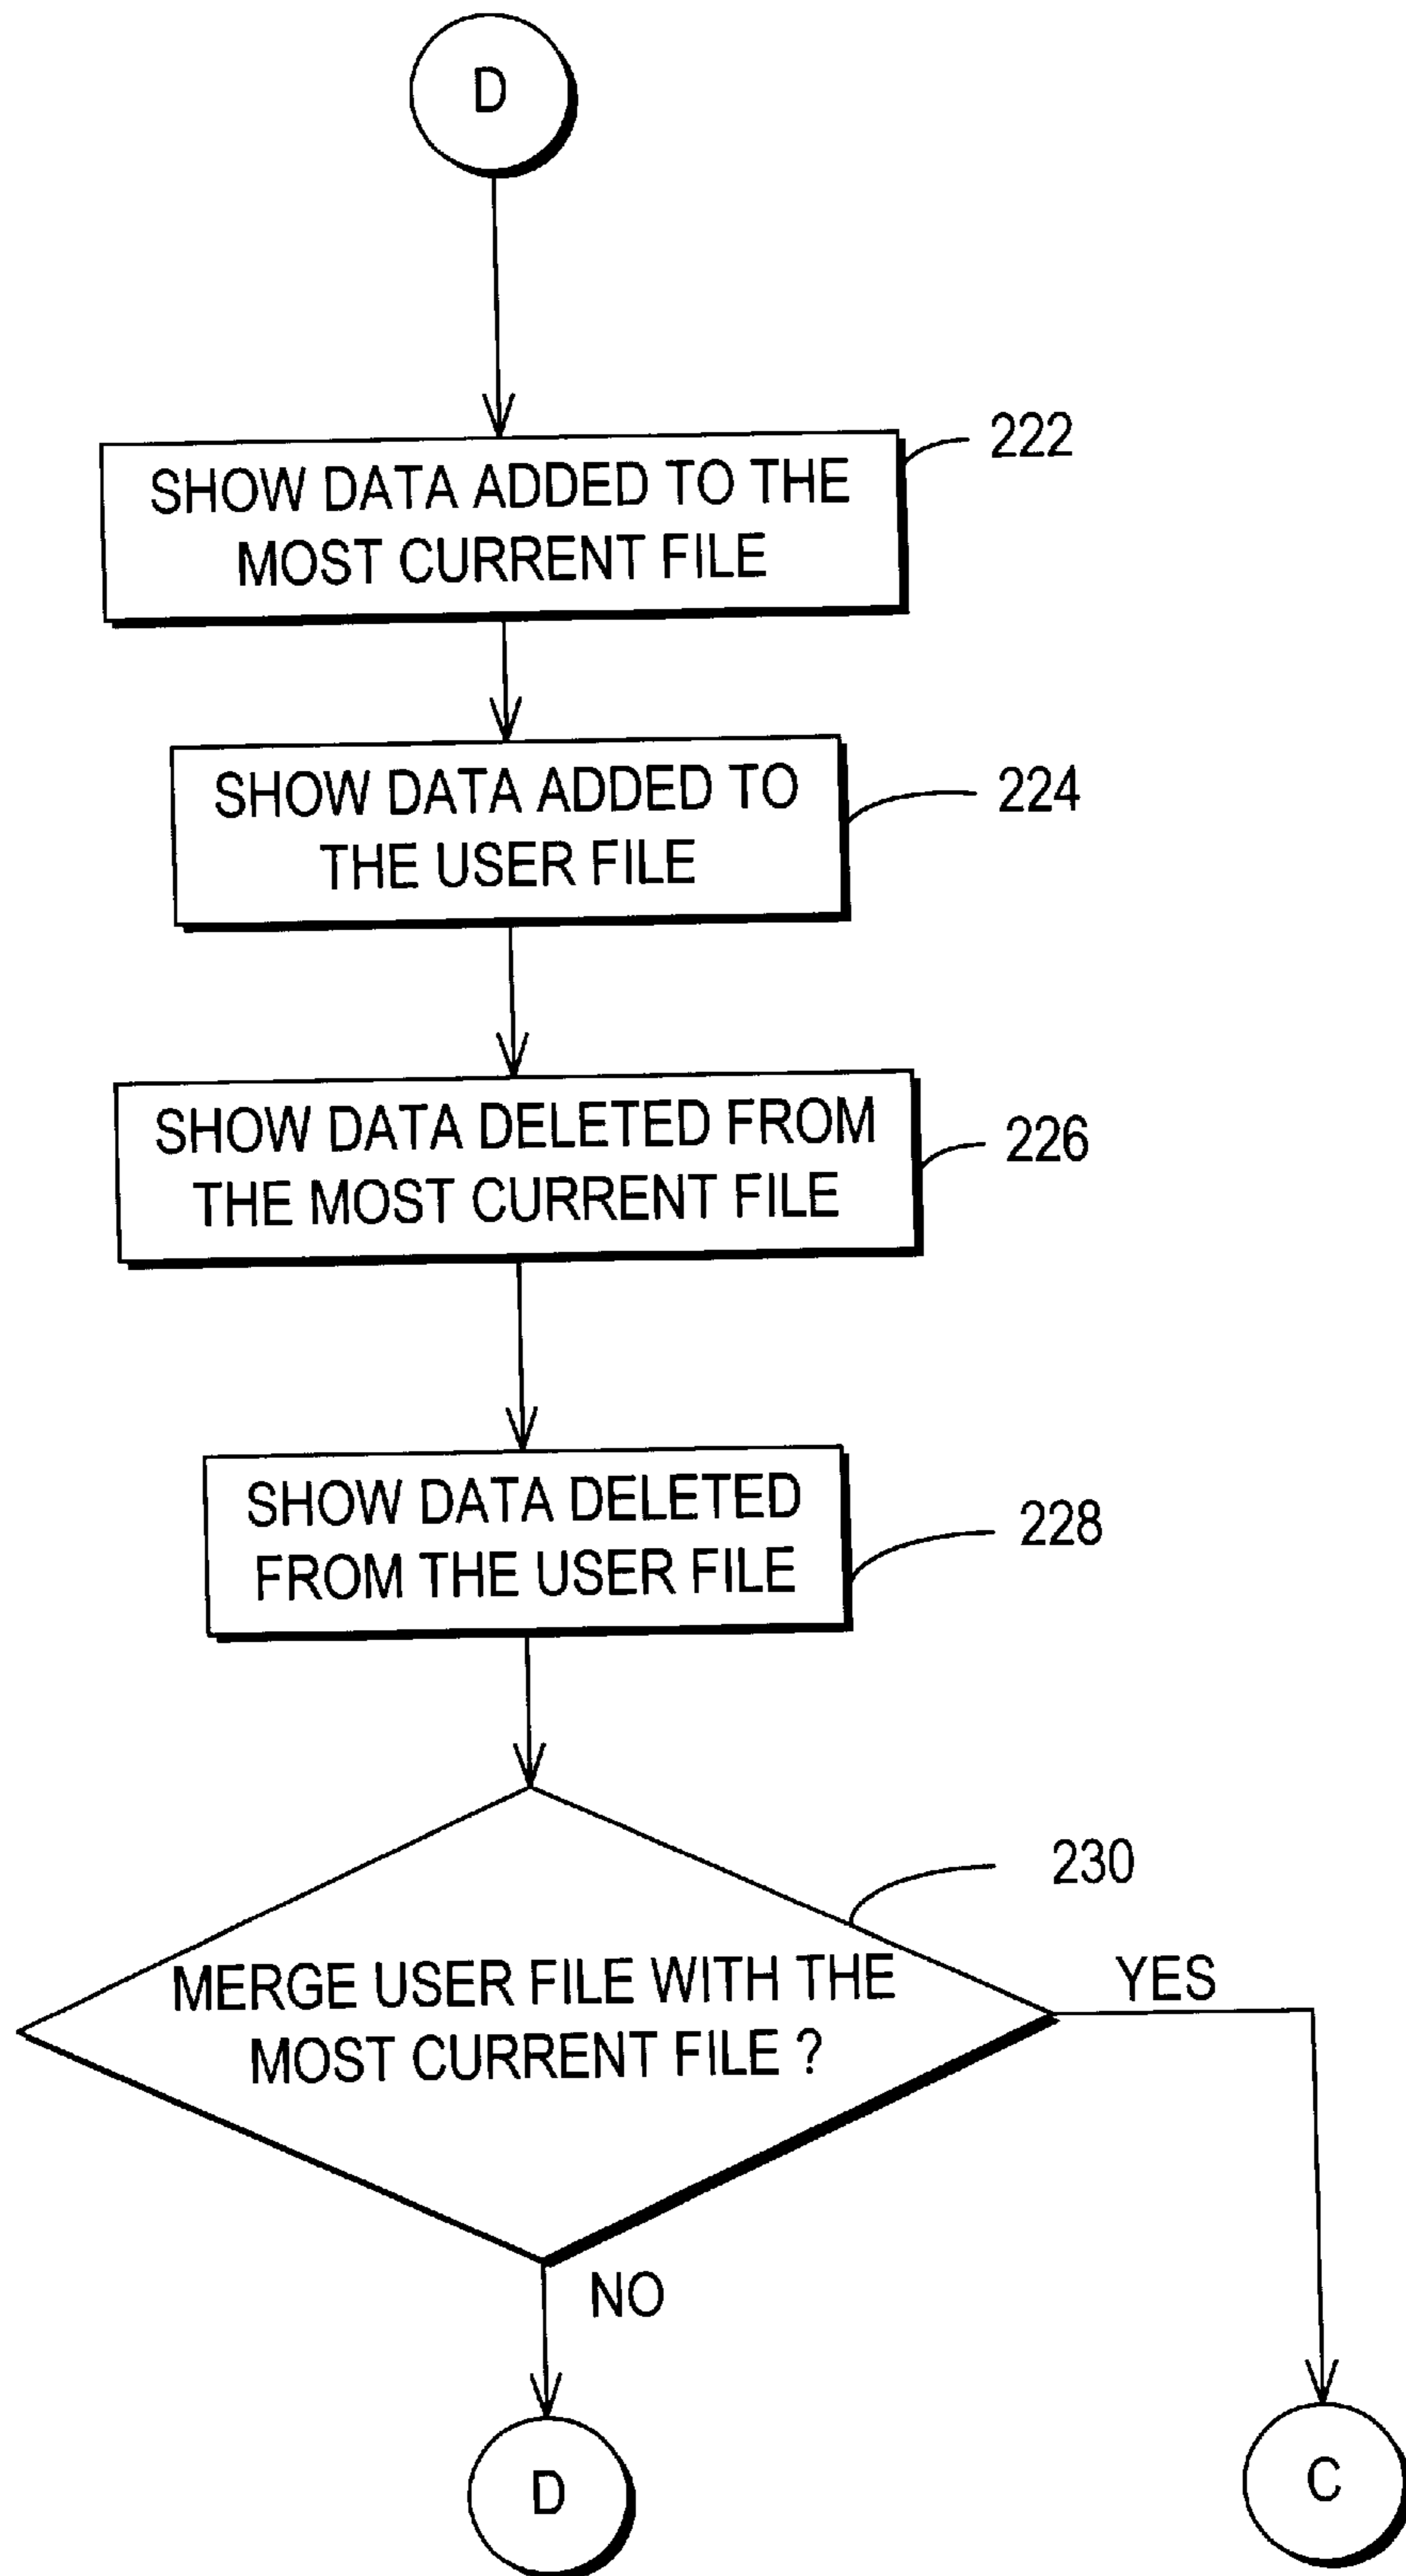 D
SHOW DATA ADDED TO THE
MOST CURRENT FILE
222
SHOW DATA ADDED TO
THE USER FILE
224
SHOW DATA DELETED FROM
THE MOST CURRENT FILE
226
SHOW DATA DELETED
FROM THE USER FILE
228
230
MERGE USER FILE WITH THE
MOST CURRENT FILE ?
YES
NO
D
C